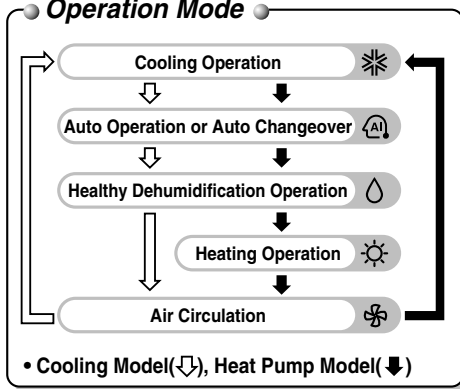 Operation Mode
Cooling Operation
Auto Operation or Auto Changeover
AI
Healthy Dehumidification Operation
Heating Operation
Air Circulation
• Cooling Model(⇩), Heat Pump Model(⬇)